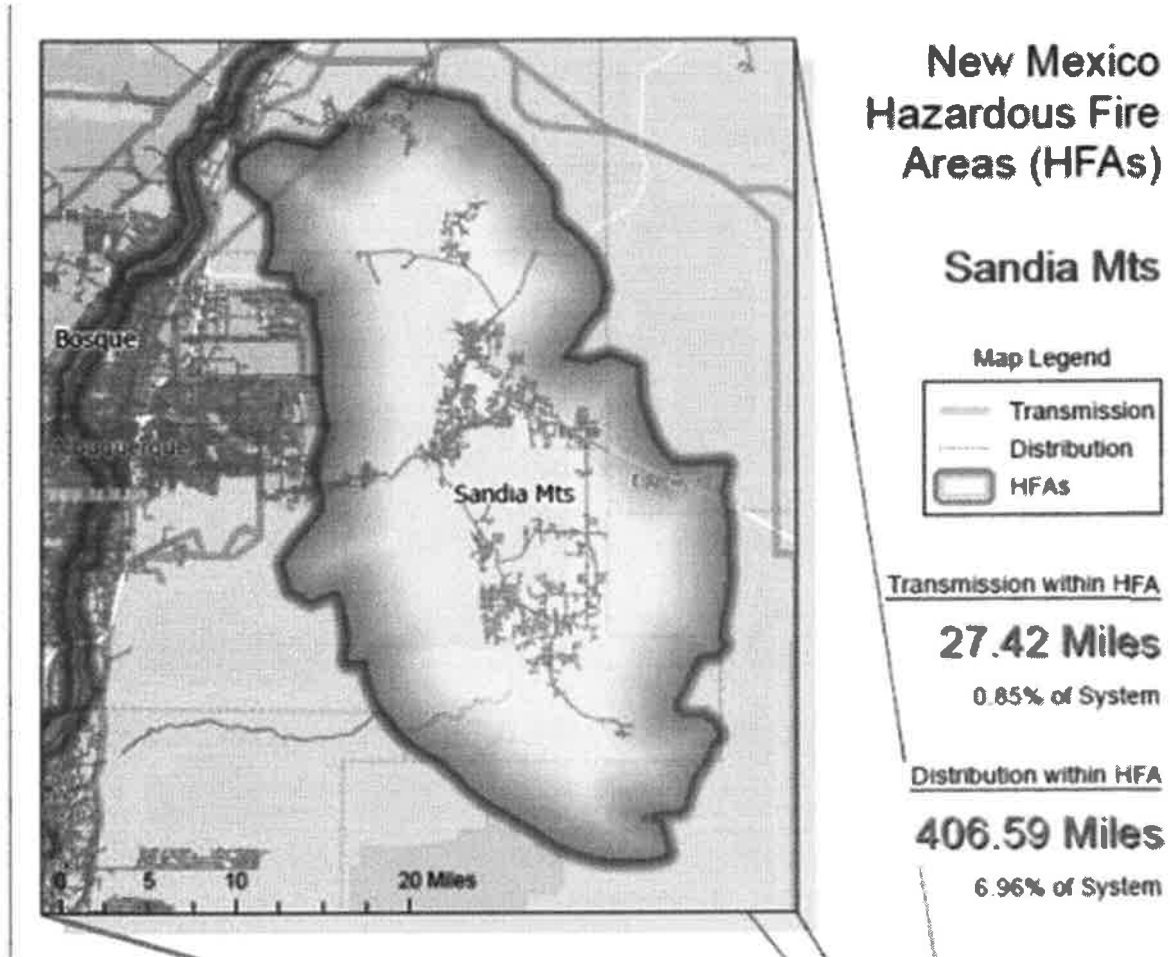 New Mexico
Hazardous Fire
Areas (HFAs)
Sandia Mts
Map Legend
Transmission
Distribution
HFAs
Transmission within HFA
27.42 Miles
0.85% of System
Distribution within HFA
406.59 Miles
6.96% of System
Bosque
Albuquerque
Sandia Mts
0 5 10 20 Miles